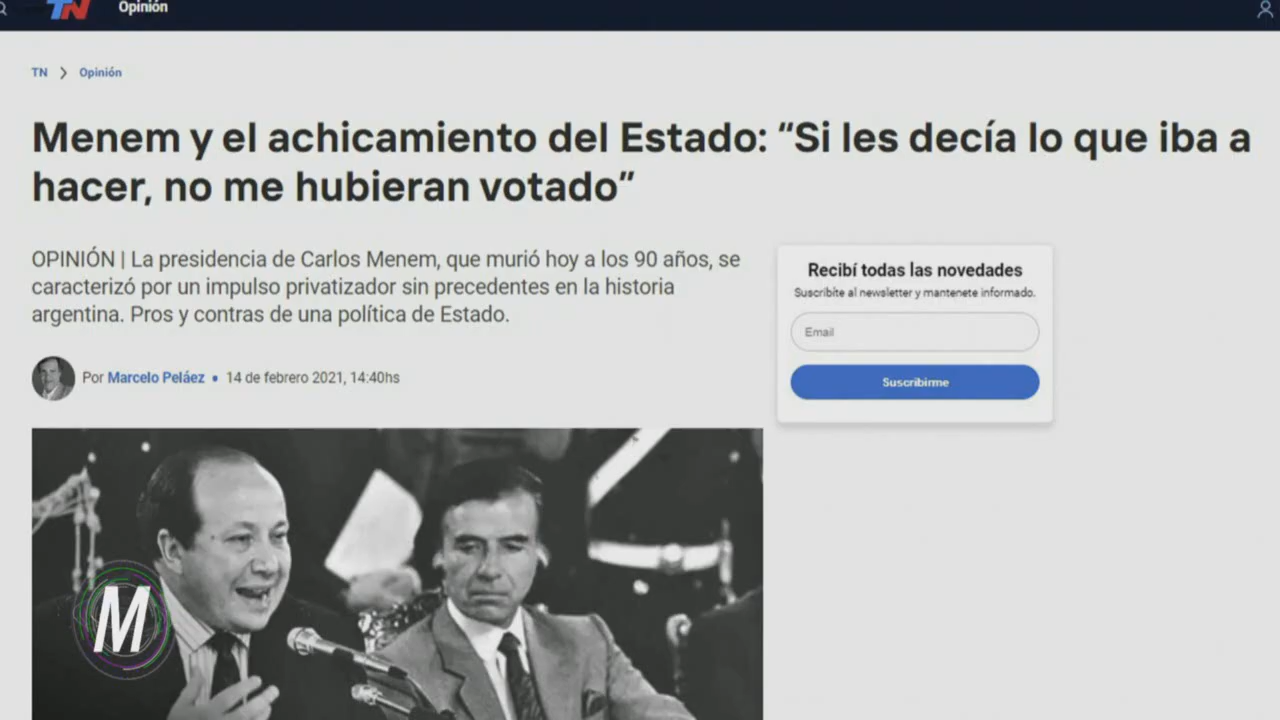 TN
Opinión
TN > Opinión
Menem y el achicamiento del Estado: “Si les decía lo que iba a
hacer, no me hubieran votado”
OPINIÓN | La presidencia de Carlos Menem, que murió hoy a los 90 años, se
caracterizó por un impulso privatizador sin precedentes en la historia
argentina. Pros y contras de una política de Estado.
Por Marcelo Peláez • 14 de febrero 2021, 14:40hs
Recibí todas las novedades
Suscribite al newsletter y mantenete informado.
Email
Suscribirme
M